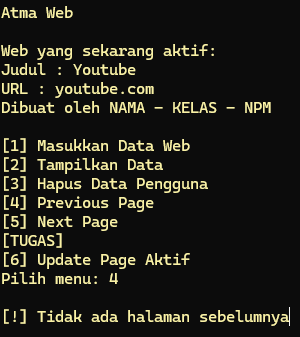 Atma Web
Web yang sekarang aktif:
Judul : Youtube
URL : youtube.com
Dibuat oleh NAMA - KELAS - NPM
[1] Masukkan Data Web
[2] Tampilkan Data
[3] Hapus Data Pengguna
[4] Previous Page
[5] Next Page
[TUGAS]
[6] Update Page Aktif
Pilih menu: 4
[!] Tidak ada halaman sebelumnya